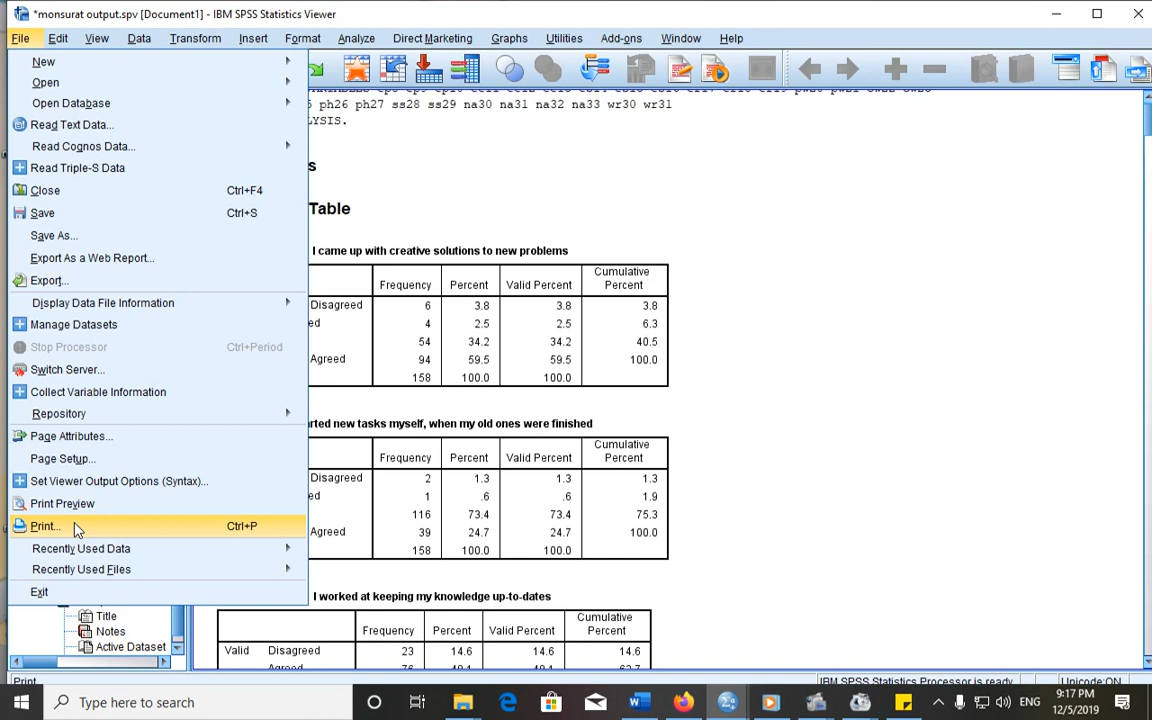 *monsurat output.spv [Document1] - IBM SPSS Statistics Viewer
File Edit View Data Transform Insert Format Analyze Direct Marketing Graphs Utilities Add-ons Window Help
New
Open
Open Database
Read Text Data...
Read Cognos Data...
Read Triple-S Data
Close Ctrl+F4
Save Ctrl+S
Save As...
Export As a Web Report...
Export...
Display Data File Information
Manage Datasets
Stop Processor Ctrl+Period
Switch Server...
Collect Variable Information
Repository
Page Attributes...
Page Setup...
Set Viewer Output Options (Syntax)...
Print Preview
Print... Ctrl+P
Recently Used Data
Recently Used Files
Exit
Title
Notes
Active Dataset
ph26 ph27 ss28 ss29 na30 na31 na32 na33 wr30 wr31
LYSIS.
s
Table
I came up with creative solutions to new problems
Frequency Percent Valid Percent Cumulative Percent
Disagreed 6 3.8 3.8 3.8
ed 4 2.5 2.5 6.3
54 34.2 34.2 40.5
Agreed 94 59.5 59.5 100.0
158 100.0 100.0
arted new tasks myself, when my old ones were finished
Frequency Percent Valid Percent Cumulative Percent
Disagreed 2 1.3 1.3 1.3
ed 1 .6 .6 1.9
116 73.4 73.4 75.3
Agreed 39 24.7 24.7 100.0
158 100.0 100.0
I worked at keeping my knowledge up-to-dates
Frequency Percent Valid Percent Cumulative Percent
Valid Disagreed 23 14.6 14.6 14.6
Print
IBM SPSS Statistics Processor is ready
Unicode:ON
Type here to search
ENG
9:17 PM
12/5/2019